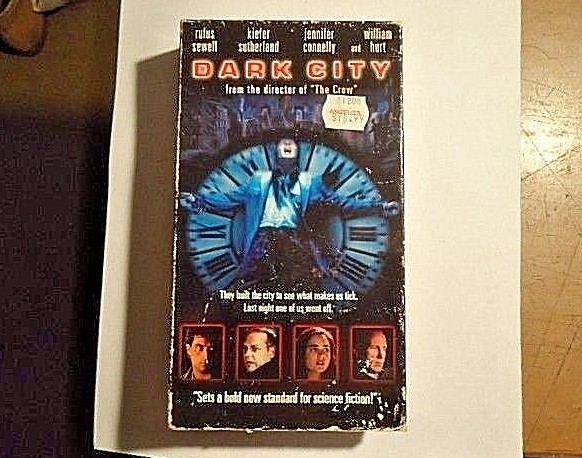 rufus kiefer jennifer william
sewell sutherland connelly and hurt
DARK CITY
from the director of "The Crow"
They built the city to see what makes us tick.
Last night one of us went off.
"Sets a bold new standard for science fiction!"